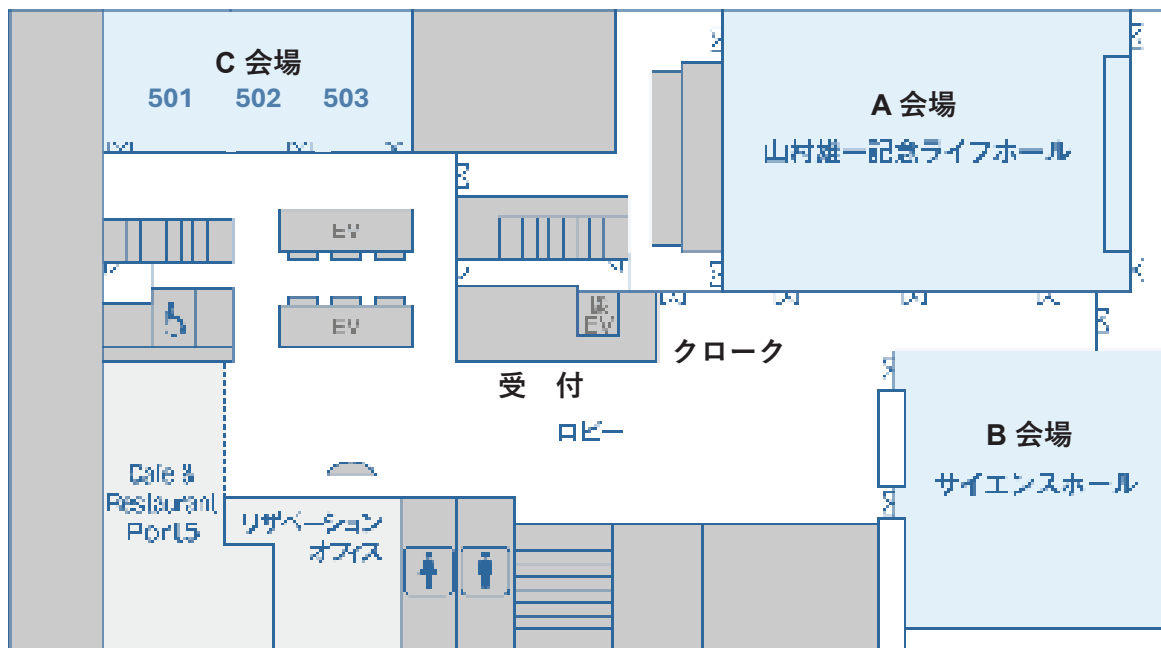 C 会場
501 502 503
A 会場
山村雄一記念ライフホール
EV
EV
EV
クローク
受 付
ロビー
B 会場
サイエンスホール
Cafe &
Restaurant
Port5
リザベーション
オフィス